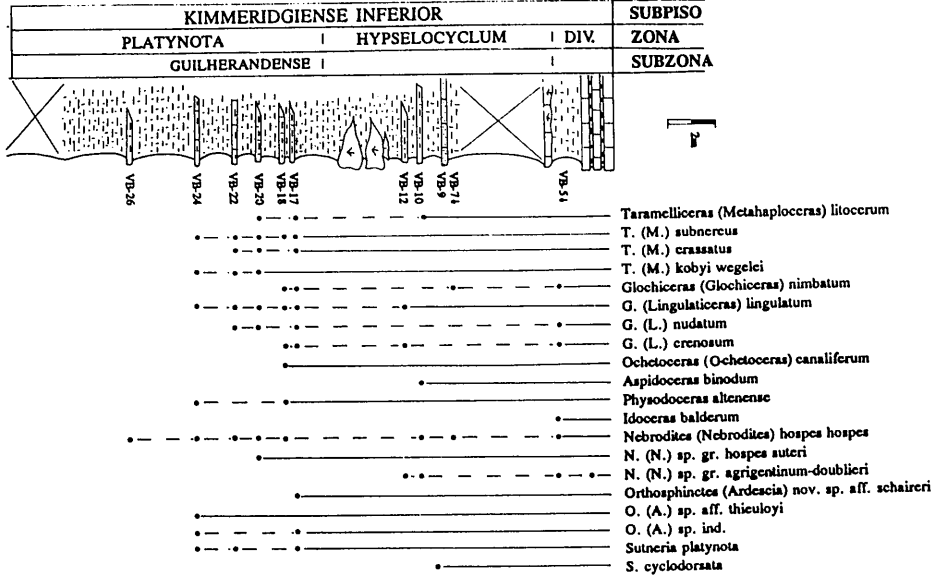 KIMMERIDGIENSE INFERIOR SUBPISO
PLATYNOTA HYPSELOCYCLUM DIV. ZONA
GUILHERANDENSE SUBZONA
VB-26 VB-24 VB-22 VB-20 VB-18 VB-17 VB-12 VB-10 VB-9 VB-74 VB-54
Taramelliceras (Metahaploceras) litocerum
T. (M.) subnereus
T. (M.) crassatus
T. (M.) kobyi wegelei
Glochiceras (Glochiceras) nimbatum
G. (Lingulaticeras) lingulatum
G. (L.) nudatum
G. (L.) crenosum
Ochetoceras (Ochetoceras) canaliferum
Aspidoceras binodum
Physodoceras altenense
Idoceras balderum
Nebrodites (Nebrodites) hospes hospes
N. (N.) sp. gr. hospes suteri
N. (N.) sp. gr. agrigentinum-doublieri
Orthosphinctes (Ardescia) nov. sp. aff. schaireri
O. (A.) sp. aff. thieuloyi
O. (A.) sp. ind.
Sutneria platynota
S. cyclodorsata